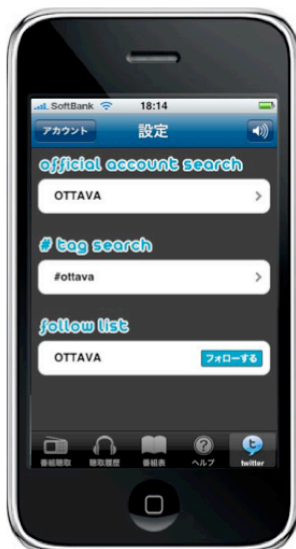 SoftBank 18:14
アカウント 設定
official account search
OTTAVA
# tag search
#ottava
follow list
OTTAVA フォローする
番組聴取 聴取履歴 番組表 ヘルプ twitter